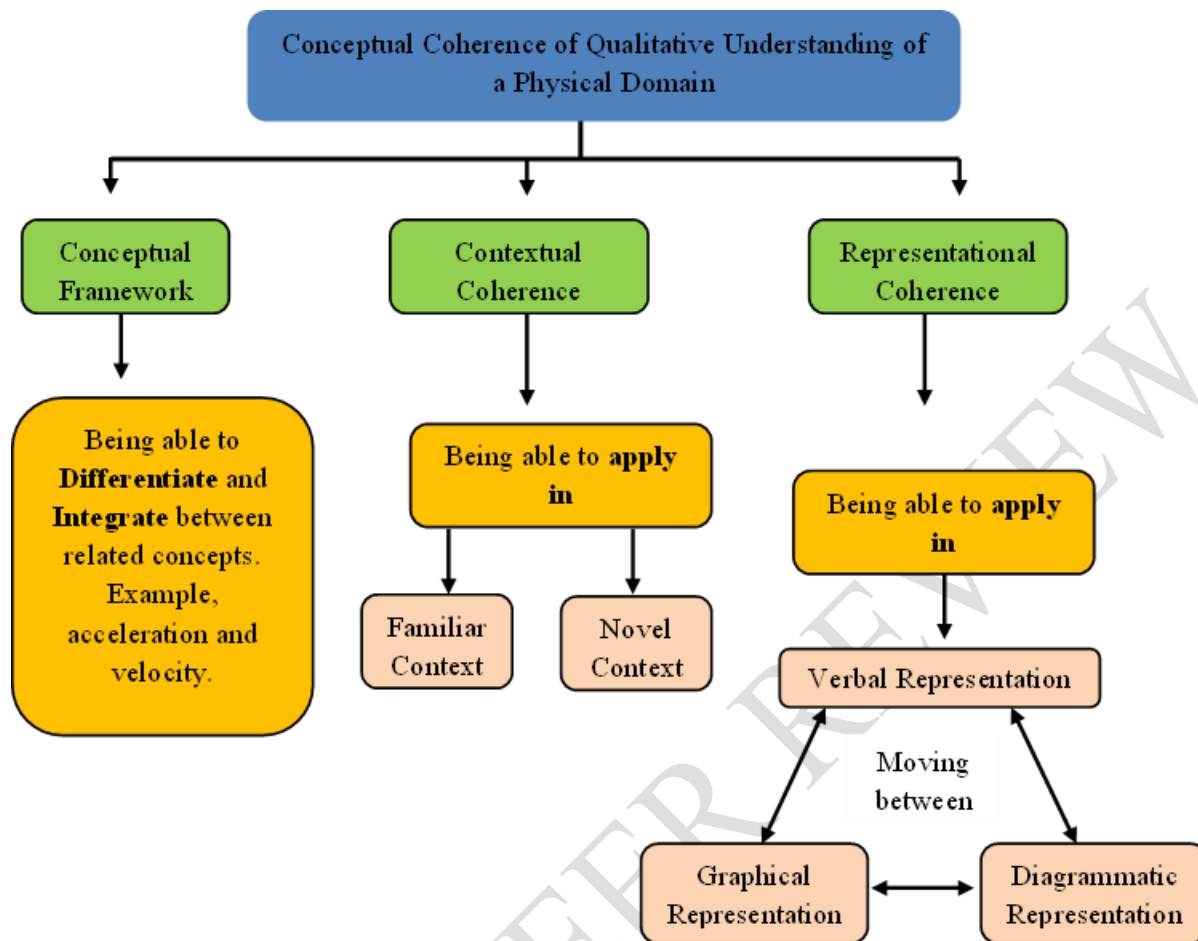 Conceptual Coherence of Qualitative Understanding of
a Physical Domain
Conceptual
Framework
Contextual
Coherence
Representational
Coherence
Being able to
Differentiate and
Integrate between
related concepts.
Example,
acceleration and
velocity.
Being able to apply
in
Familiar
Context
Novel
Context
Being able to apply
in
Verbal Representation
Moving
between
Graphical
Representation
Diagrammatic
Representation
ER REVIEW